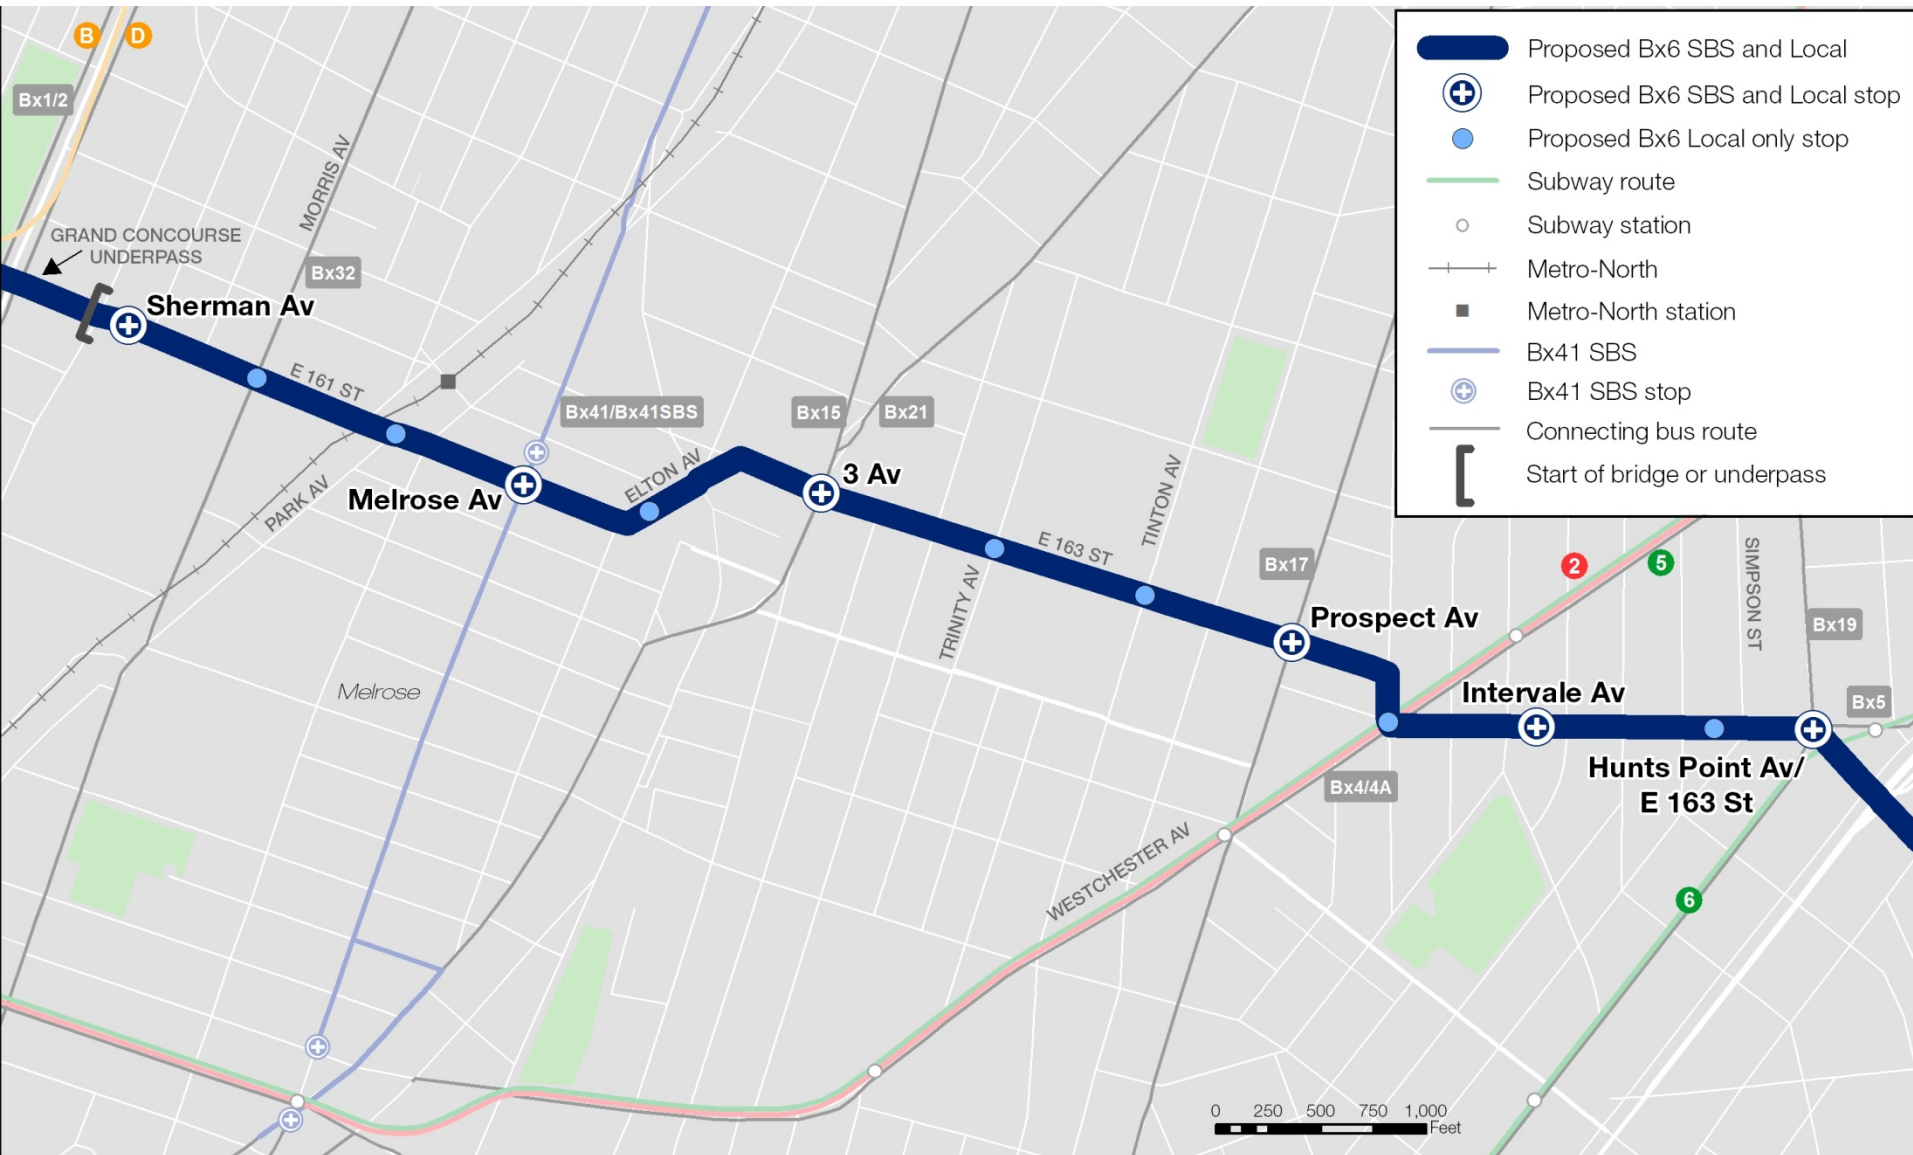 B
D
Bx1/2
MORRIS AV
GRAND CONCOURSE
UNDERPASS
Bx32
Sherman Av
E 161 ST
Bx41/Bx41SBS
Bx15
Bx21
PARK AV
Melrose Av
ELTON AV
3 Av
E 163 ST
TINTON AV
TRINITY AV
Bx17
Prospect Av
2
5
SIMPSON ST
Bx19
Melrose
Intervale Av
Bx5
Hunts Point Av/
E 163 St
Bx4/4A
WESTCHESTER AV
6
0 250 500 750 1,000
Feet
Proposed Bx6 SBS and Local
Proposed Bx6 SBS and Local stop
Proposed Bx6 Local only stop
Subway route
Subway station
Metro-North
Metro-North station
Bx41 SBS
Bx41 SBS stop
Connecting bus route
Start of bridge or underpass